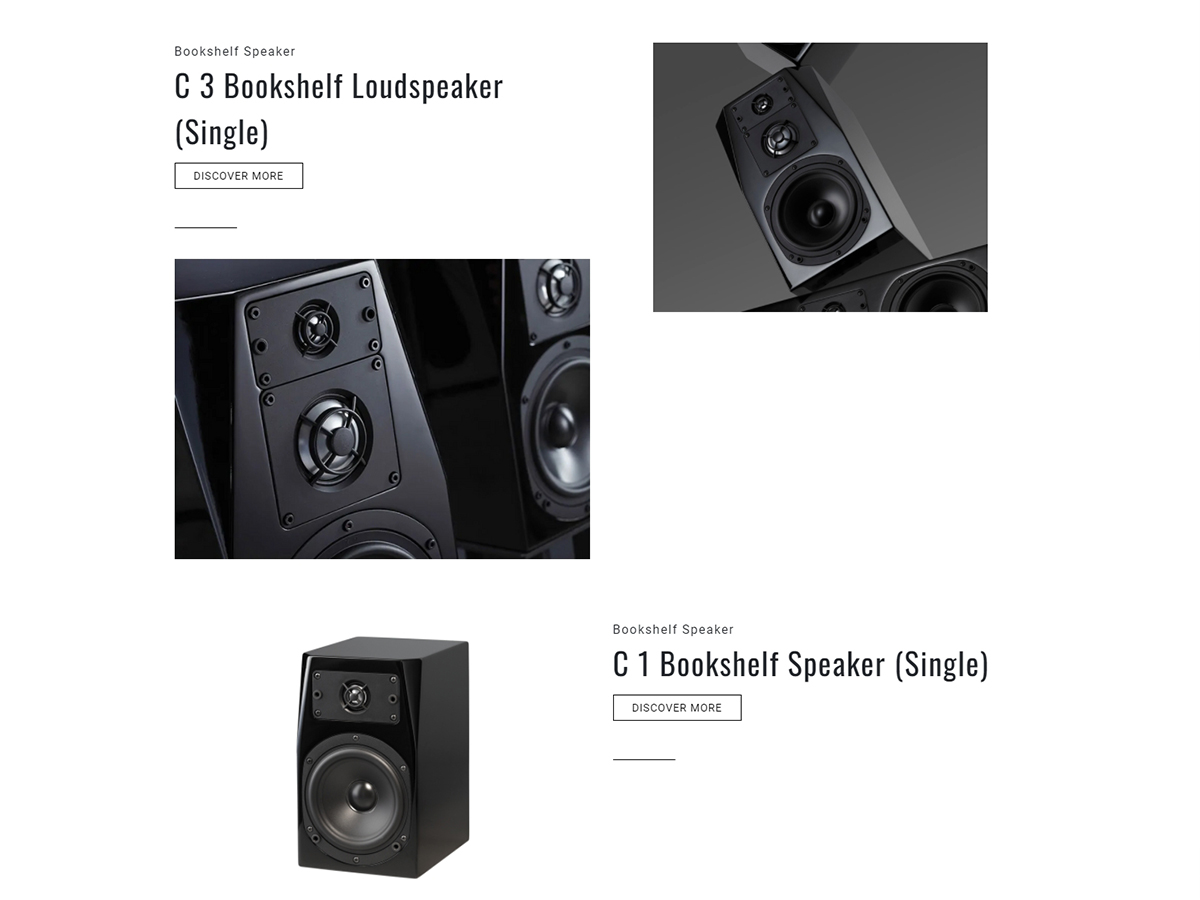 Bookshelf Speaker
C 3 Bookshelf Loudspeaker
(Single)
DISCOVER MORE
Bookshelf Speaker
C 1 Bookshelf Speaker (Single)
DISCOVER MORE